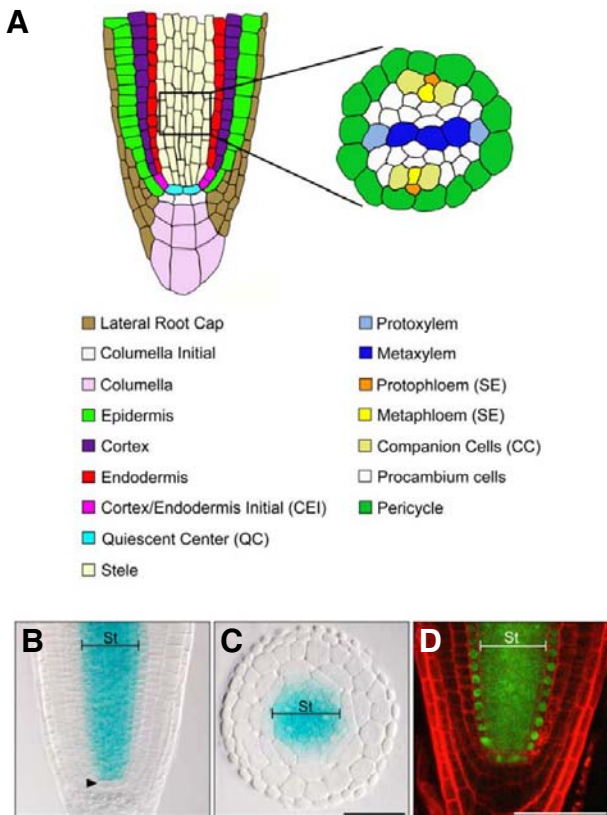 A
Lateral Root Cap
Columella Initial
Columella
Epidermis
Cortex
Endodermis
Cortex/Endodermis Initial (CEI)
Quiescent Center (QC)
Stele
Protoxylem
Metaxylem
Protophloem (SE)
Metaphloem (SE)
Companion Cells (CC)
Procambium cells
Pericycle
B
St
C
St
D
St